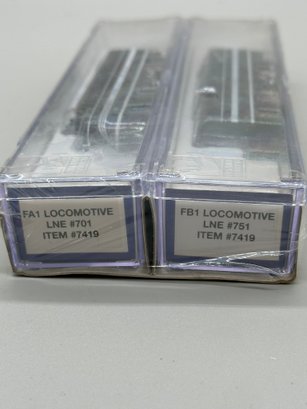 FA1 LOCOMOTIVE
LNE #701
ITEM #7419
FB1 LOCOMOTIVE
LNE #751
ITEM #7419